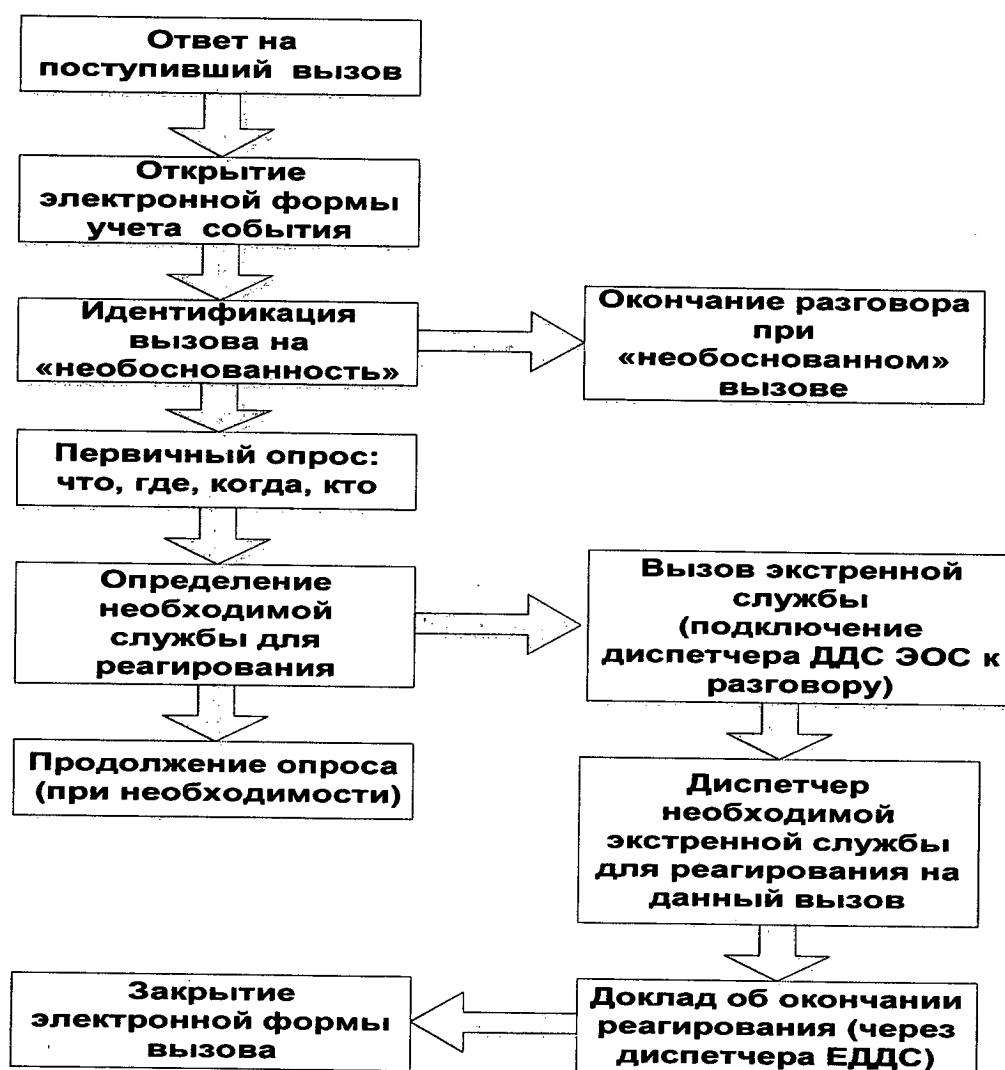 Ответ на
поступивший вызов
Открытие
электронной формы
учета события
Идентификация
вызова на
«необоснованность»
Окончание разговора
при
«необоснованном»
вызове
Первичный опрос:
что, где, когда, кто
Определение
необходимой
службы для
реагирования
Вызов экстренной
службы
(подключение
диспетчера ДДС ЭОС к
разговору)
Продолжение опроса
(при необходимости)
Диспетчер
необходимой
экстренной службы
для реагирования на
данный вызов
Доклад об окончании
реагирования (через
диспетчера ЕДДС)
Закрытие
электронной формы
вызова